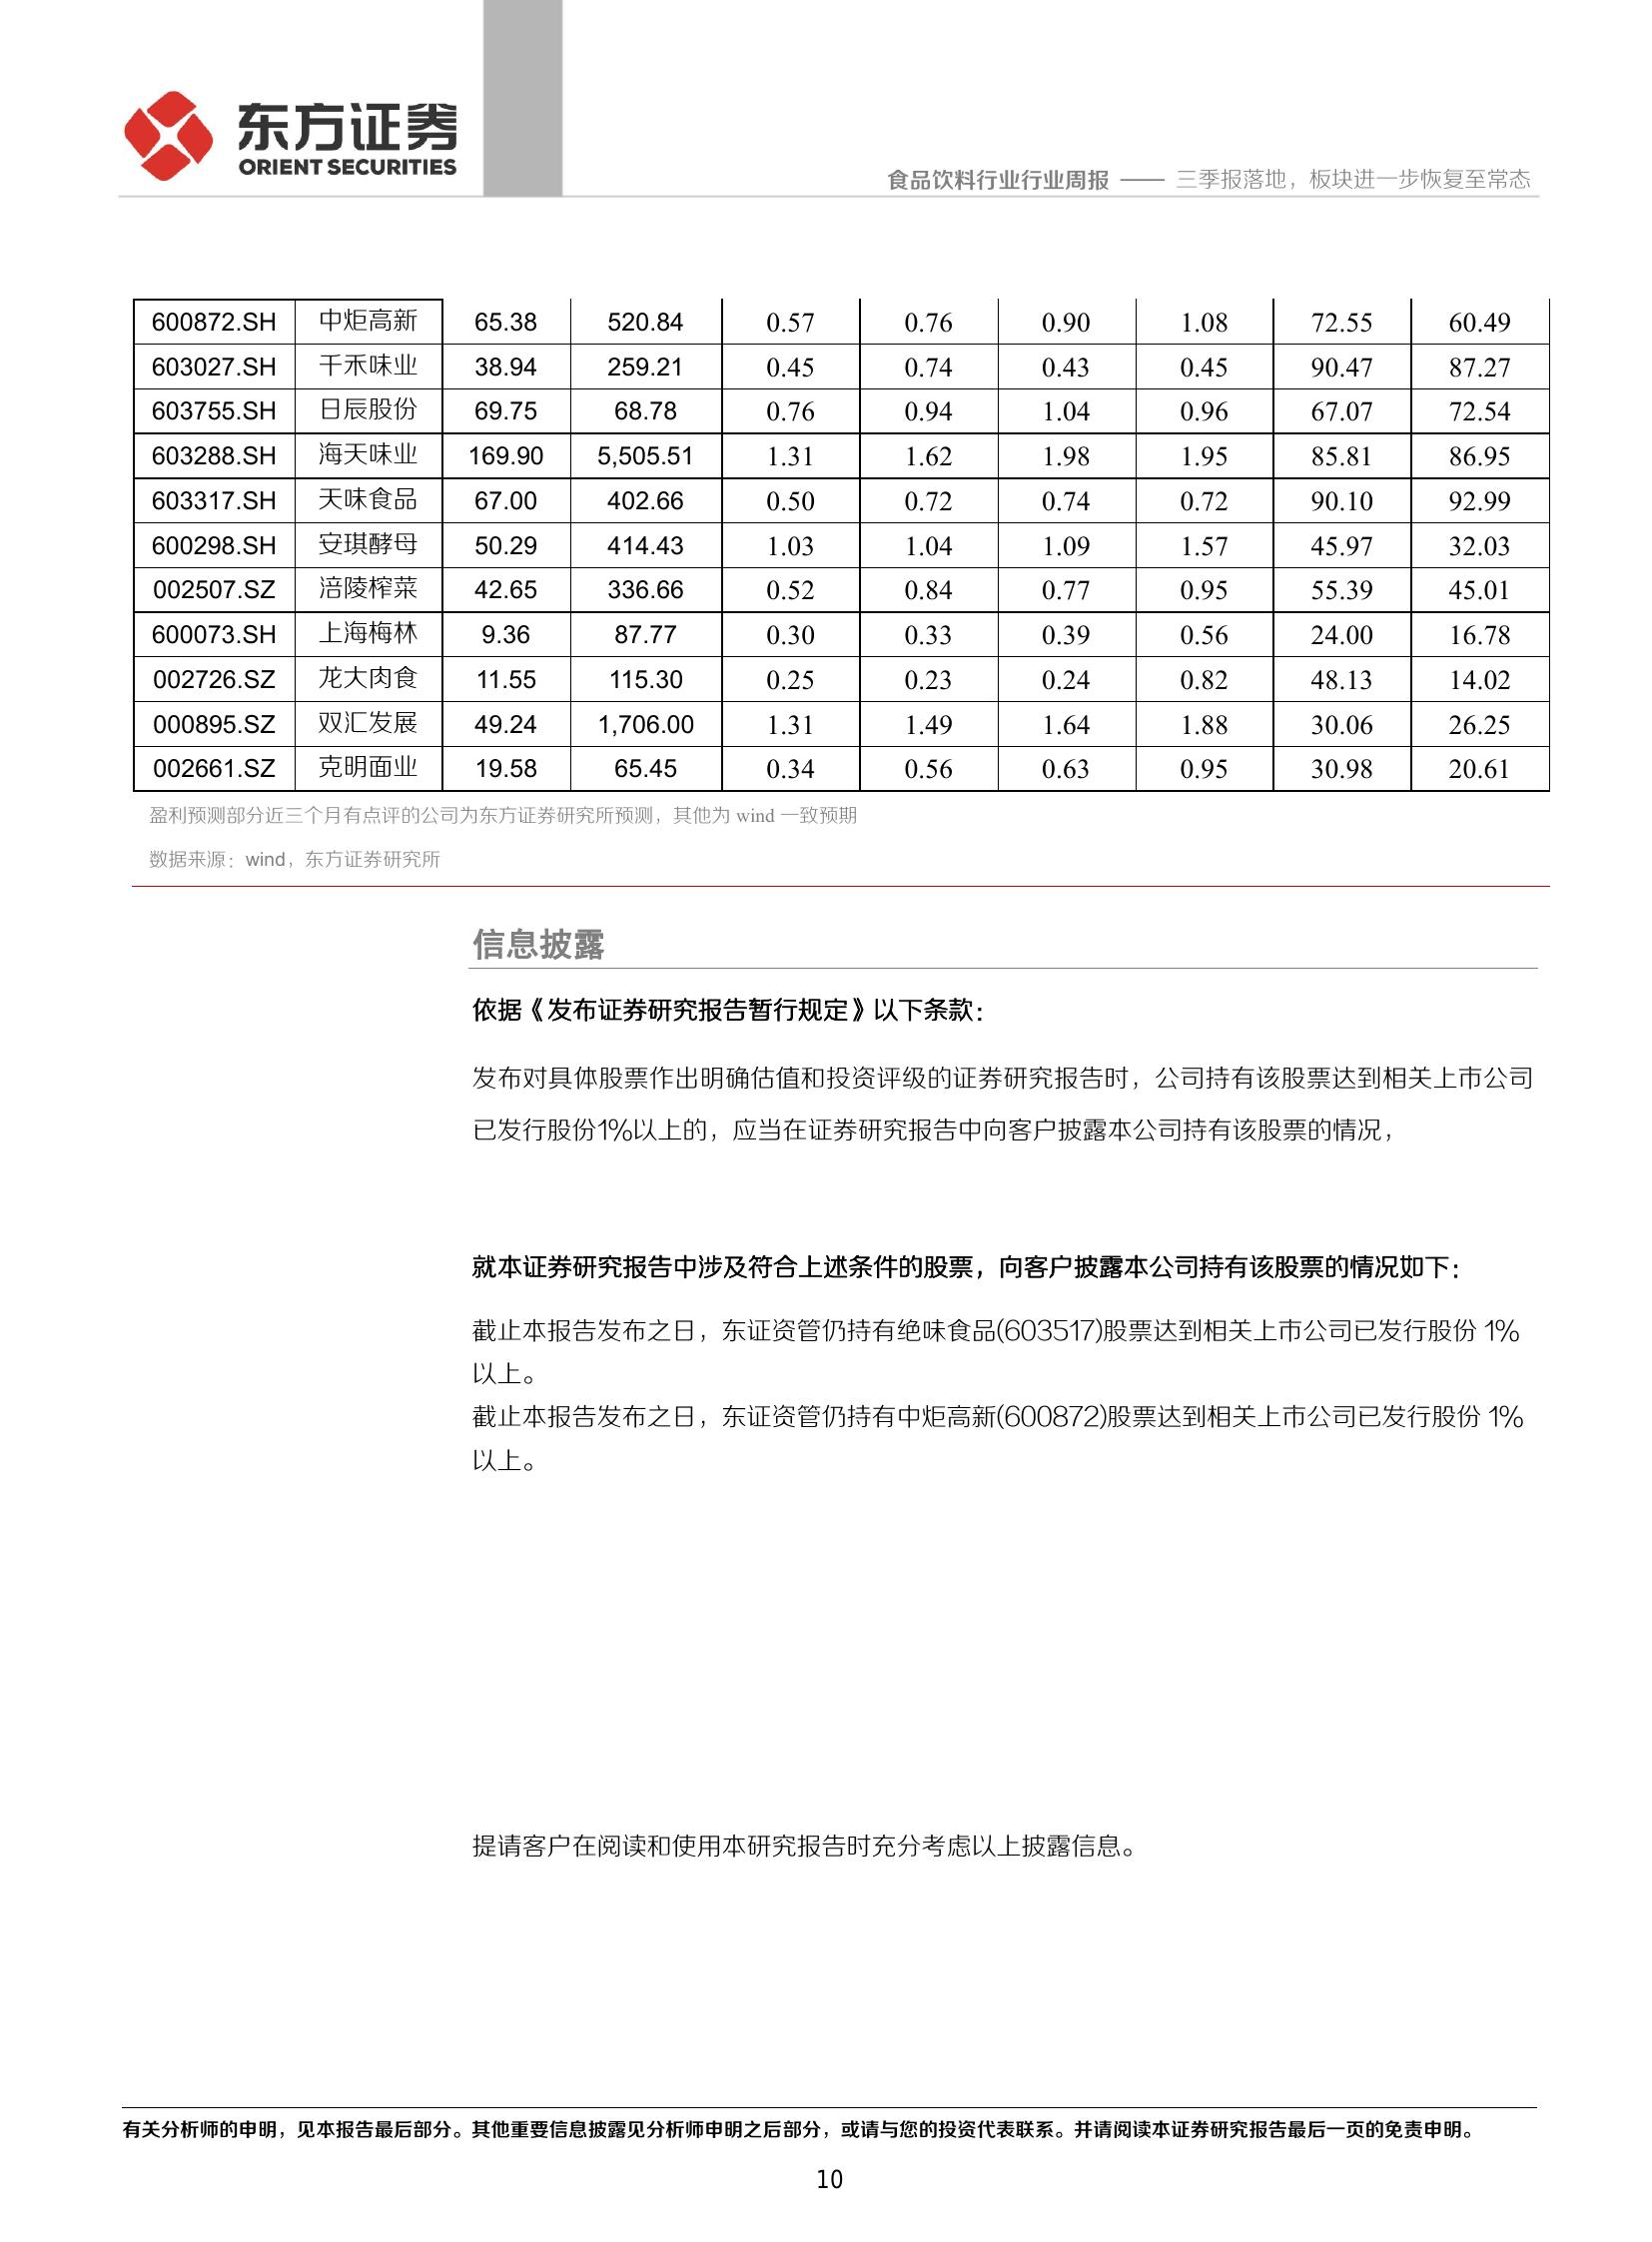 东方证券
ORIENT SECURITIES
食品饮料行业行业周报 —— 三季报落地，板块进一步恢复至常态
600872.SH 中炬高新 65.38 520.84 0.57 0.76 0.90 1.08 72.55 60.49
603027.SH 千禾味业 38.94 259.21 0.45 0.74 0.43 0.45 90.47 87.27
603755.SH 日辰股份 69.75 68.78 0.76 0.94 1.04 0.96 67.07 72.54
603288.SH 海天味业 169.90 5,505.51 1.31 1.62 1.98 1.95 85.81 86.95
603317.SH 天味食品 67.00 402.66 0.50 0.72 0.74 0.72 90.10 92.99
600298.SH 安琪酵母 50.29 414.43 1.03 1.04 1.09 1.57 45.97 32.03
002507.SZ 涪陵榨菜 42.65 336.66 0.52 0.84 0.77 0.95 55.39 45.01
600073.SH 上海梅林 9.36 87.77 0.30 0.33 0.39 0.56 24.00 16.78
002726.SZ 龙大肉食 11.55 115.30 0.25 0.23 0.24 0.82 48.13 14.02
000895.SZ 双汇发展 49.24 1,706.00 1.31 1.49 1.64 1.88 30.06 26.25
002661.SZ 克明面业 19.58 65.45 0.34 0.56 0.63 0.95 30.98 20.61
盈利预测部分近三个月有点评的公司为东方证券研究所预测，其他为 wind 一致预期
数据来源：wind，东方证券研究所
信息披露
依据《发布证券研究报告暂行规定》以下条款：
发布对具体股票作出明确估值和投资评级的证券研究报告时，公司持有该股票达到相关上市公司
已发行股份1%以上的，应当在证券研究报告中向客户披露本公司持有该股票的情况，
就本证券研究报告中涉及符合上述条件的股票，向客户披露本公司持有该股票的情况如下：
截止本报告发布之日，东证资管仍持有绝味食品(603517)股票达到相关上市公司已发行股份 1%
以上。
截止本报告发布之日，东证资管仍持有中炬高新(600872)股票达到相关上市公司已发行股份 1%
以上。
提请客户在阅读和使用本研究报告时充分考虑以上披露信息。
有关分析师的申明，见本报告最后部分。其他重要信息披露见分析师申明之后部分，或请与您的投资代表联系。并请阅读本证券研究报告最后一页的免责申明。
10